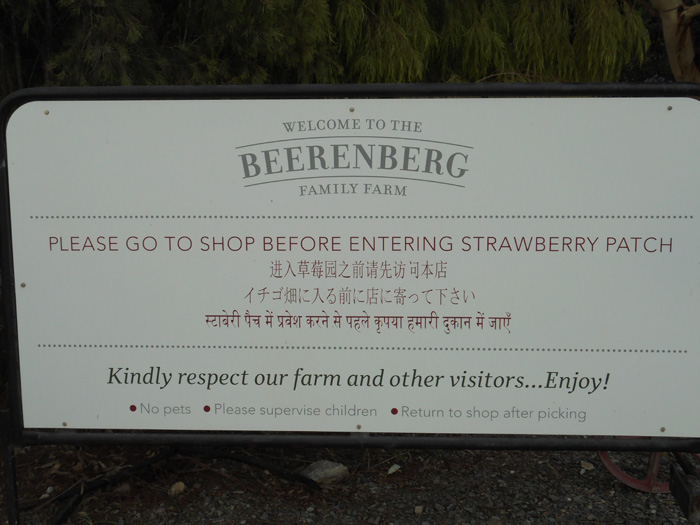 WELCOME TO THE
BEERENBERG
FAMILY FARM
PLEASE GO TO SHOP BEFORE ENTERING STRAWBERRY PATCH
进入草莓园之前请先访问本店
イチゴ畑に入る前に店に寄って下さい
स्टाबेरी पैच में प्रवेश करने से पहले कृपया हमारी दुकान में जाएँ
Kindly respect our farm and other visitors...Enjoy!
• No pets • Please supervise children • Return to shop after picking